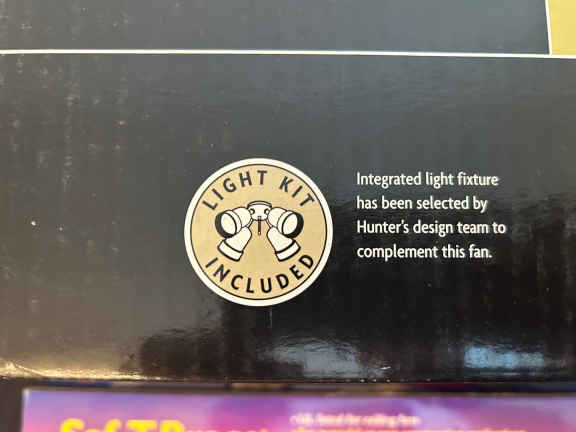 LIGHT KIT
INCLUDED
Integrated light fixture
has been selected by
Hunter's design team to
complement this fan.